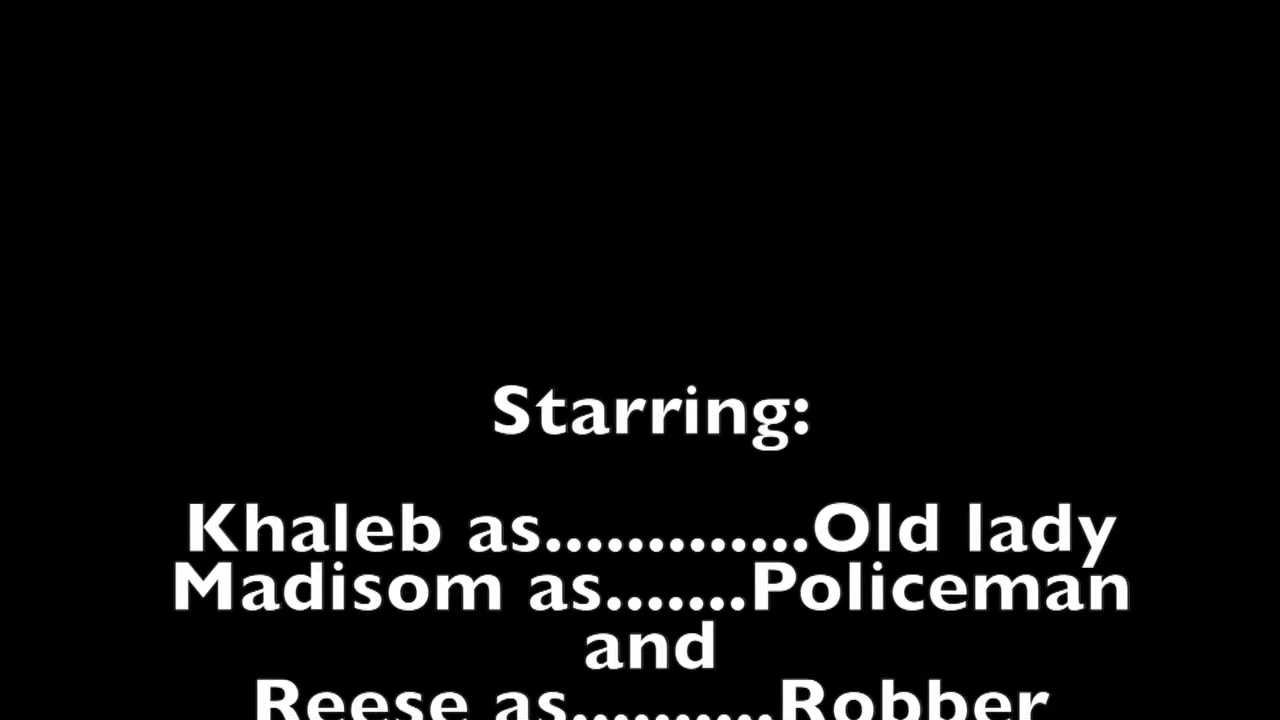 Starring:
Khaleb as.............Old lady
Madisom as.......Policeman
and
Reese as..........Robber